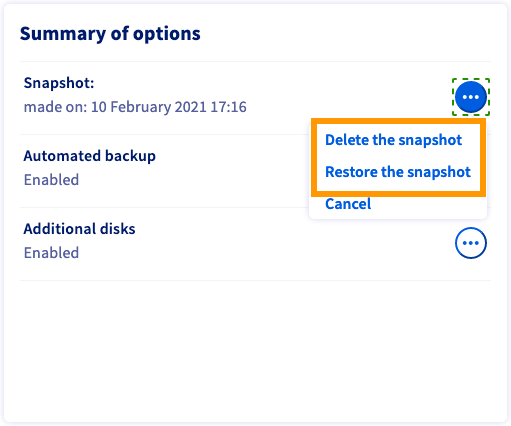 Summary of options
Snapshot:
made on: 10 February 2021 17:16
Delete the snapshot
Restore the snapshot
Cancel
Automated backup
Enabled
Additional disks
Enabled